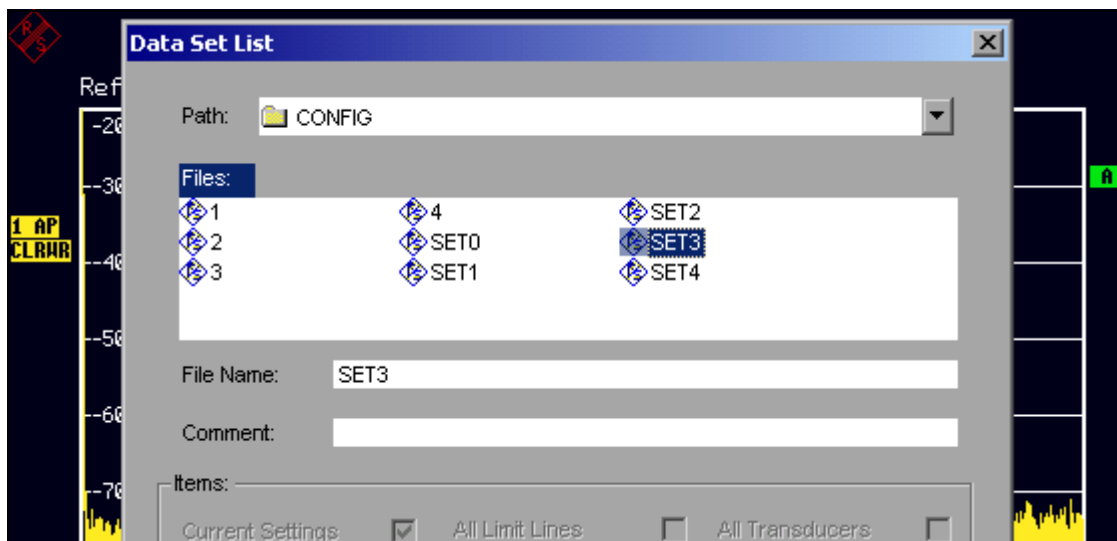 R
S
Data Set List
Ref
Path: CONFIG
-20
Files:
--30
A
1 4 SET2
1 AP
CLRWR
2 SET0 SET3
3 SET1 SET4
--40
--50
File Name: SET3
--60
Comment:
Items:
--70
Current Settings All Limit Lines All Transducers